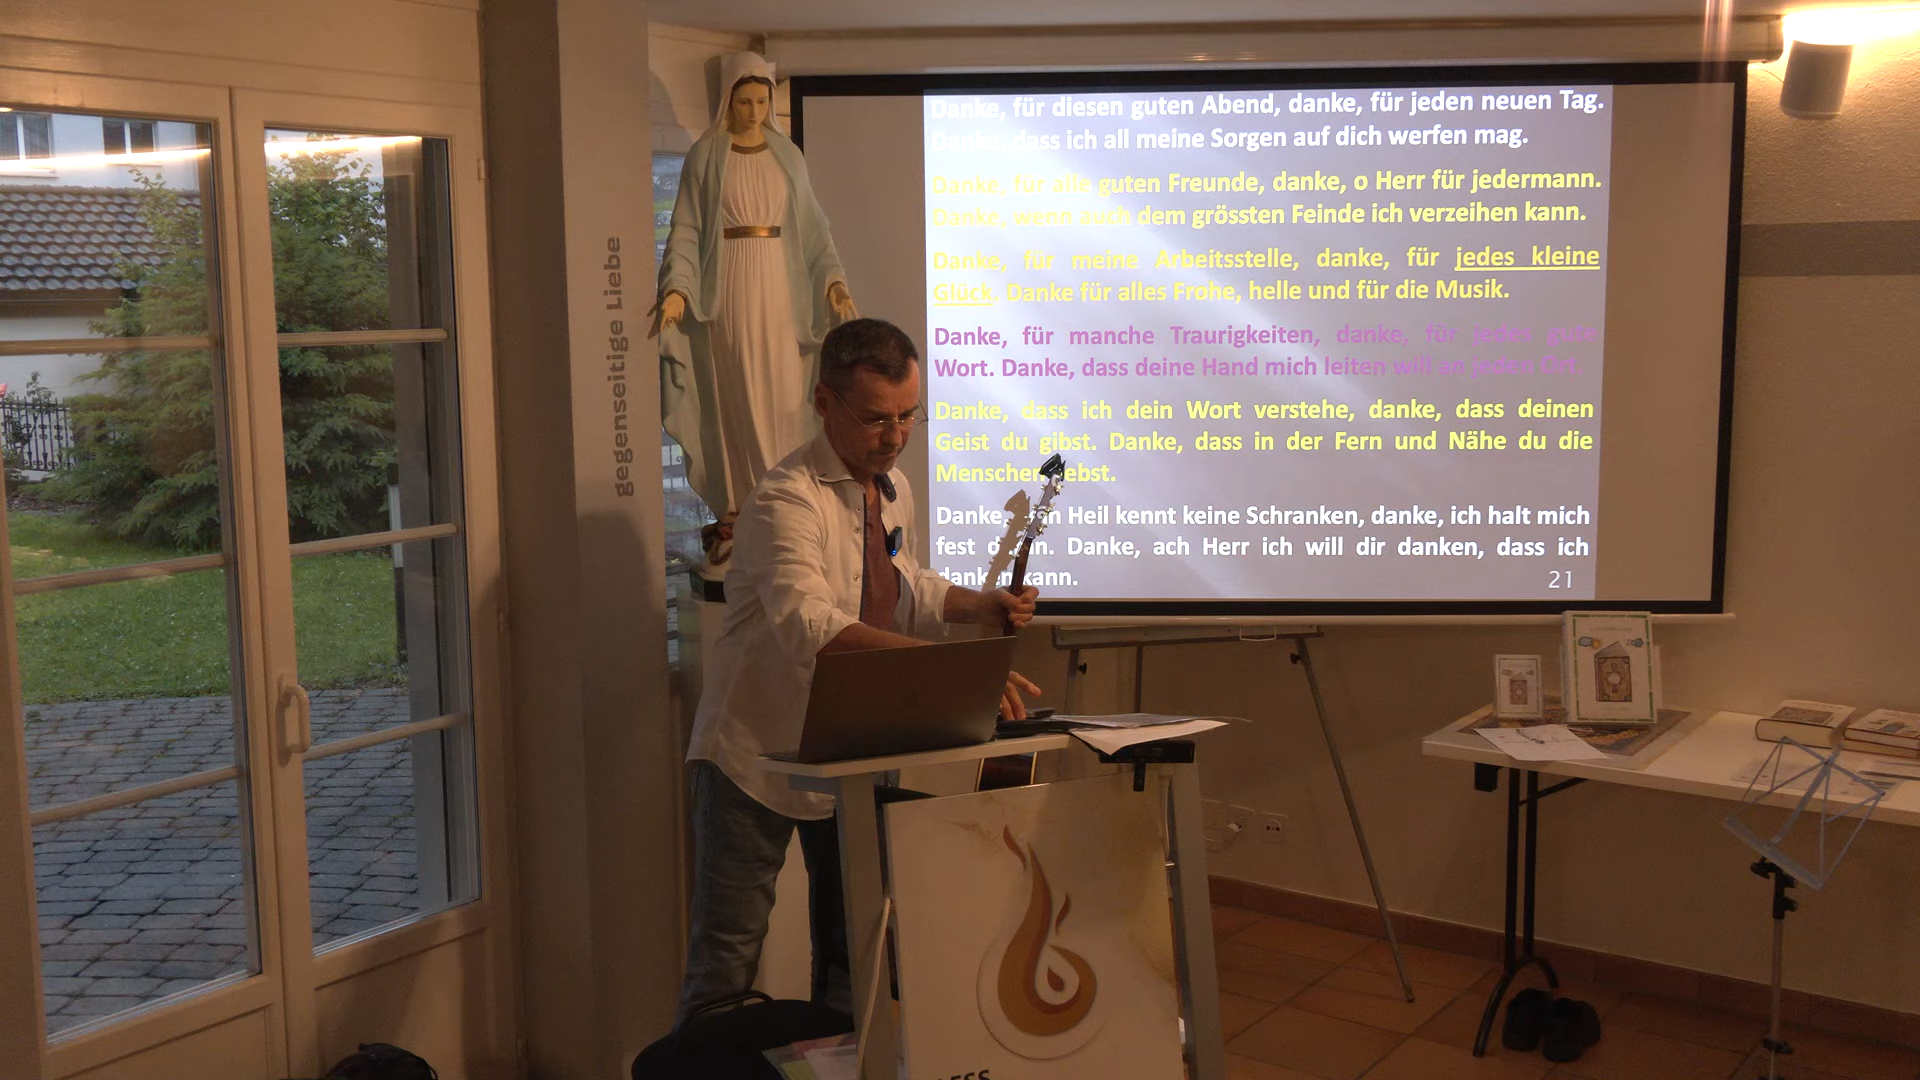 gegenseitige Liebe
Danke, für diesen guten Abend, danke, für jeden neuen Tag.
Danke, dass ich all meine Sorgen auf dich werfen mag.
Danke, für alle guten Freunde, danke, o Herr für jedermann.
Danke, wenn auch dem grössten Feinde ich verzeihen kann.
Danke, für meine Arbeitsstelle, danke, für jedes kleine
Glück. Danke für alles Frohe, helle und für die Musik.
Danke, für manche Traurigkeiten, danke, für jedes gute
Wort. Danke, dass deine Hand mich leiten will an jeden Ort.
Danke, dass ich dein Wort verstehe, danke, dass deinen
Geist du gibst. Danke, dass in der Fern und Nähe du die
Menschen
Danke, Heil kennt keine Schranken, danke, ich halt mich
fest Danke, ach Herr ich will dir danken, dass ich
danken kann.
21